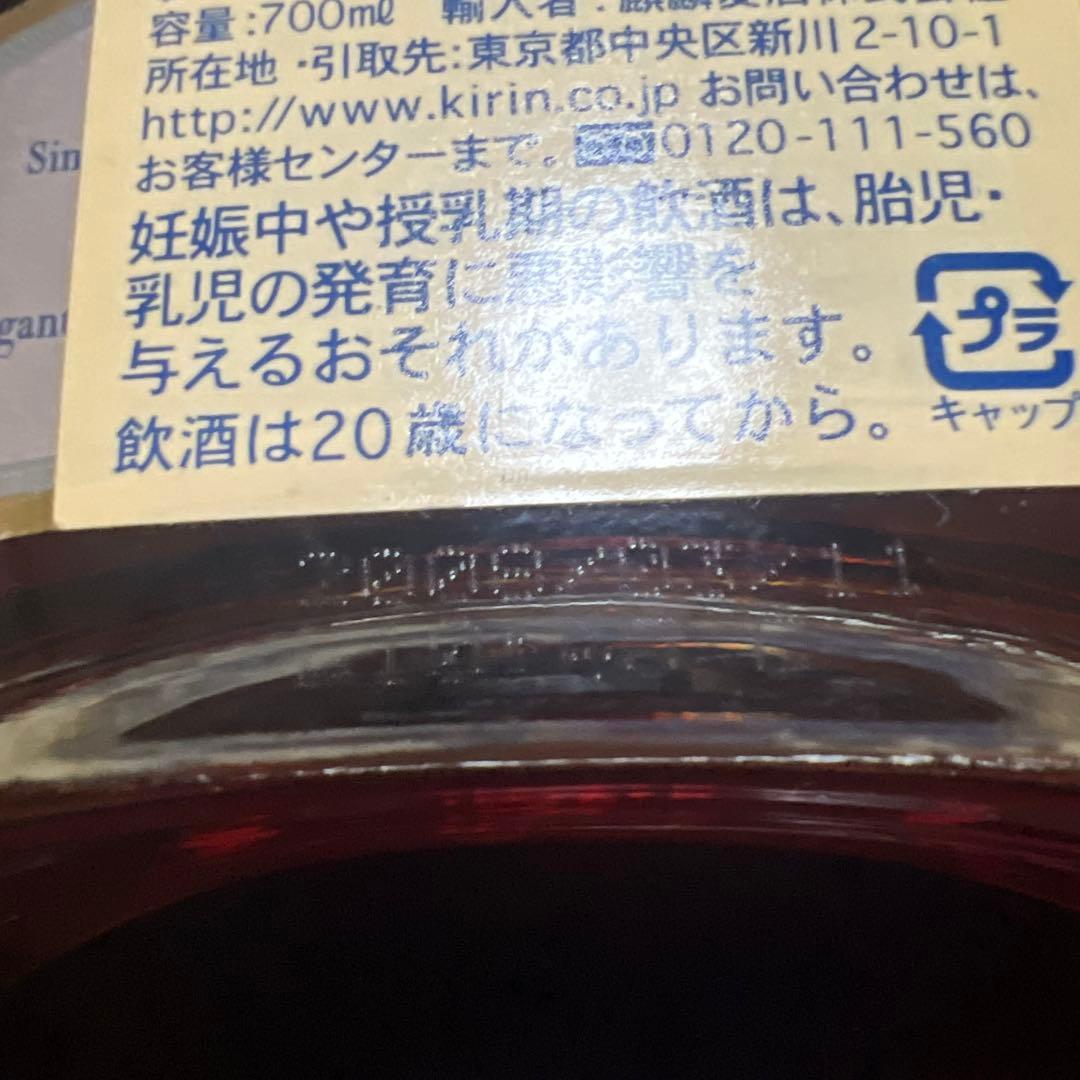 容量:700㎖ 輸入者:
所在地・引取先:東京都中央区新川2-10-1
http://www.kirin.co.jp お問い合わせは、
お客様センターまで。0120-111-560
妊娠中や授乳期の飲酒は、胎児・
乳児の発育に悪影響を
与えるおそれがあります。
飲酒は20歳になってから。
プラ
キャップ
Sin
gant